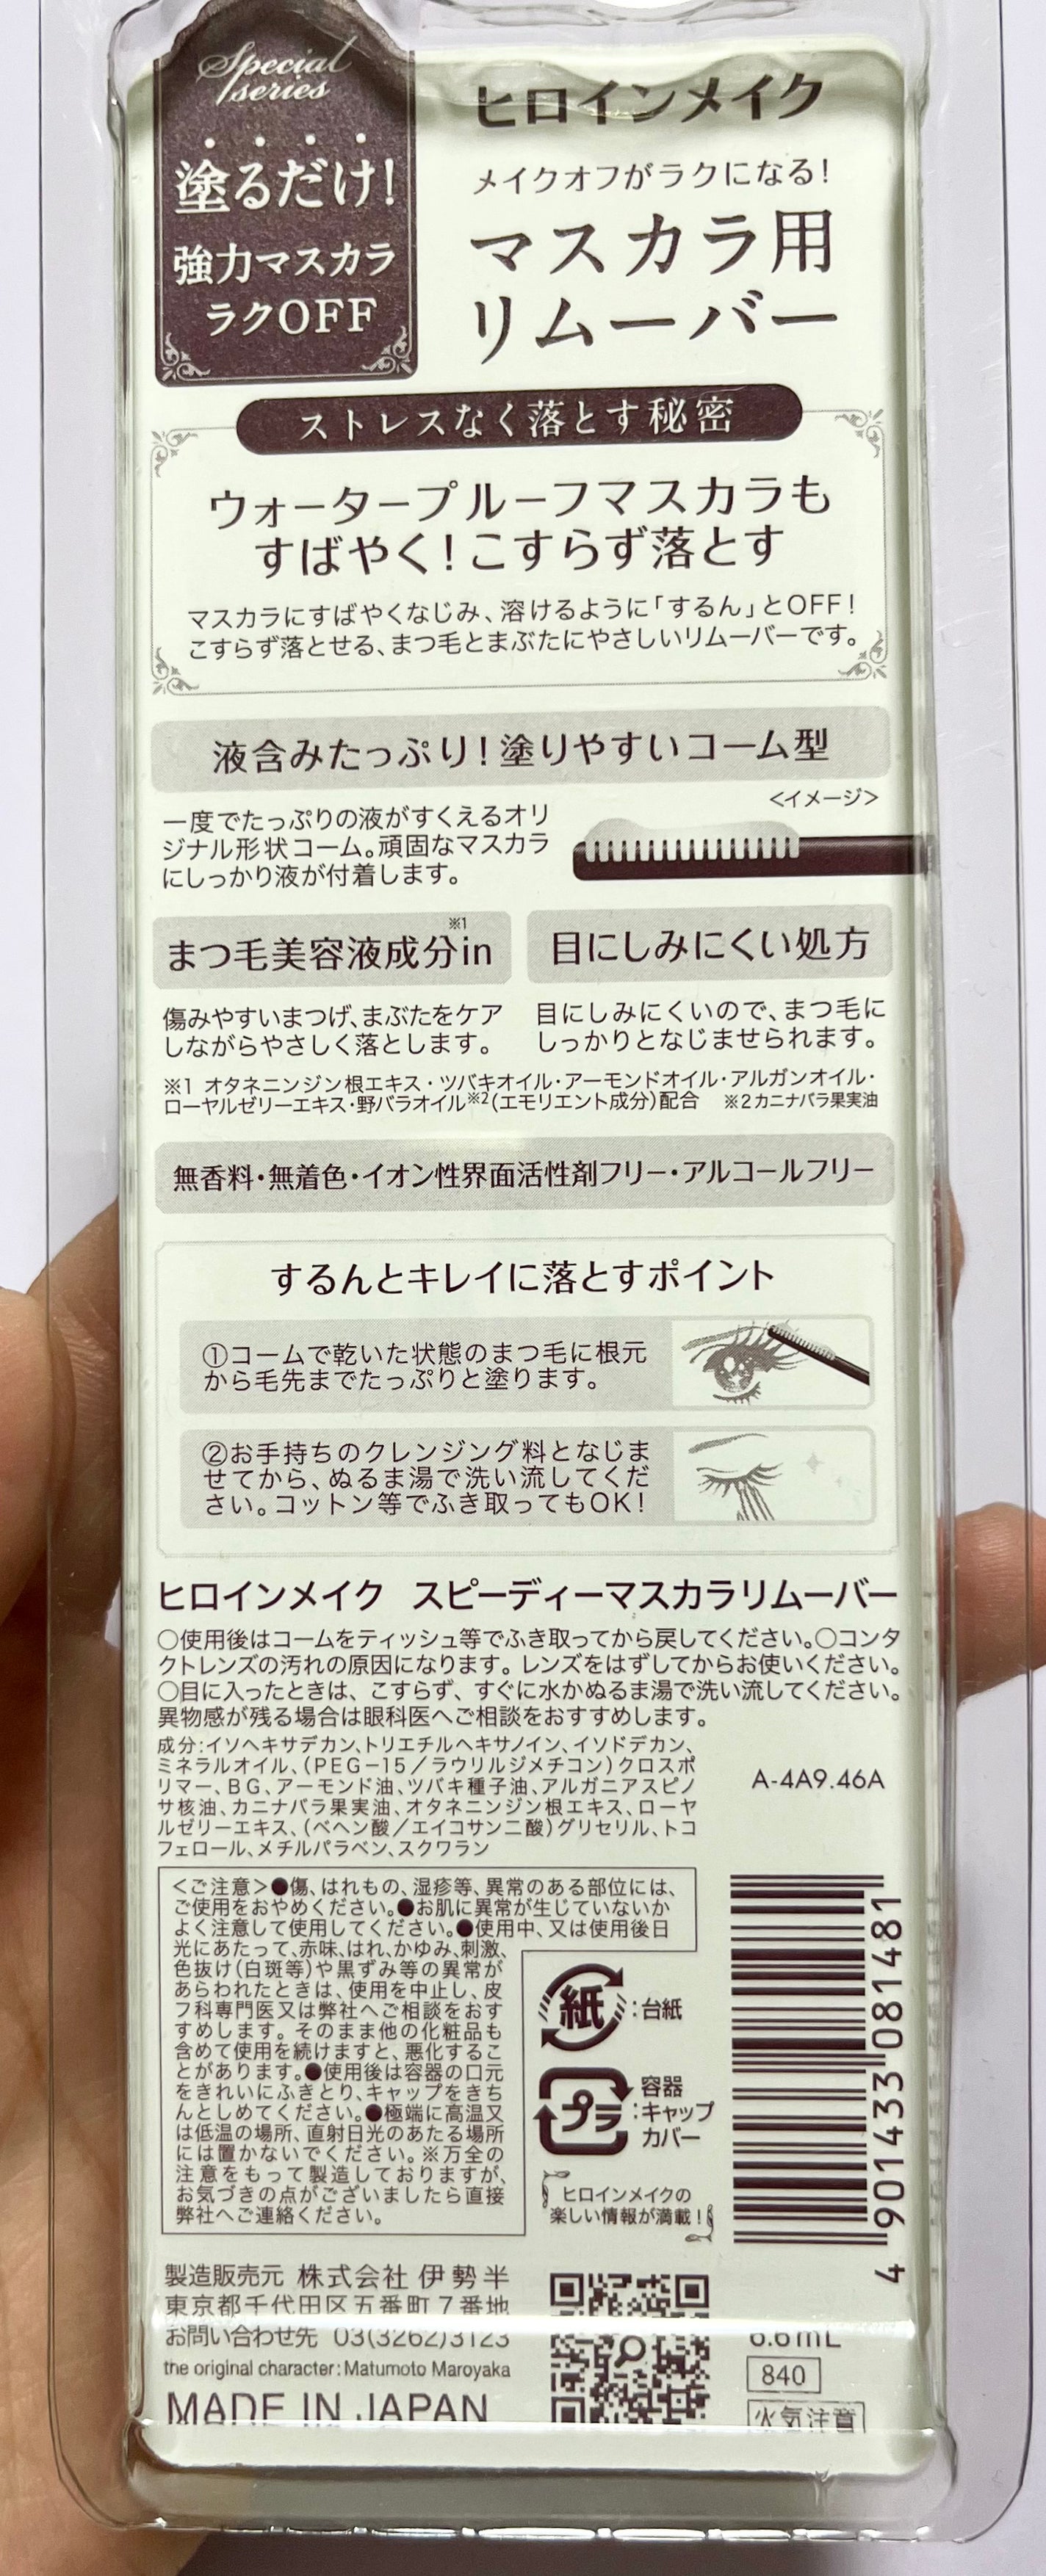 Special
series
塗るだけ!
強力マスカラ
ラクOFF
ヒロインメイク
メイクオフがラクになる!
マスカラ用
リムーバー
ストレスなく落とす秘密
ウォータープルーフマスカラも
すばやく!こすらず落とす
マスカラにすばやくなじみ、溶けるように「するん」とOFF!
こすらず落とせる、まつ毛とまぶたにやさしいリムーバーです。
液含みたっぷり!塗りやすいコーム型
一度でたっぷりの液がすくえるオリ
ジナル形状コーム。頑固なマスカラ
にしっかり液が付着します。
<イメージ>
まつ毛美容液成分in ※1
傷みやすいまつげ、まぶたをケア
しながらやさしく落とします。
目にしみにくい処方
目にしみにくいので、まつ毛に
しっかりとなじませられます。
※1 オタネニンジン根エキス・ツバキオイル・アーモンドオイル・アルガンオイル・
ローヤルゼリーエキス・野バラオイル※2(エモリエント成分)配合 ※2カニナバラ果実油
無香料・無着色・イオン性界面活性剤フリー・アルコールフリー
するんとキレイに落とすポイント
①コームで乾いた状態のまつ毛に根元
から毛先までたっぷりと塗ります。
②お手持ちのクレンジング料となじま
せてから、ぬるま湯で洗い流してくだ
さい。コットン等でふき取ってもOK!
ヒロインメイク スピーディーマスカラリムーバー
○使用後はコームをティッシュ等でふき取ってから戻してください。○コンタ
クトレンズの汚れの原因になります。レンズをはずしてからお使いください。
○目に入ったときは、こすらず、すぐに水かぬるま湯で洗い流してください。
異物感が残る場合は眼科医へご相談をおすすめします。
成分:イソヘキサデカン、トリエチルヘキサノイン、イソドデカン、
ミネラルオイル、(PEG-15/ラウリルジメチコン)クロスポ
リマー、BG、アーモンド油、ツバキ種子油、アルガニアスピノ
サ核油、カニナバラ果実油、オタネニンジン根エキス、ローヤ
ルゼリーエキス、(ベヘン酸/エイコサン二酸)グリセリル、トコ
フェロール、メチルパラベン、スクワラン
A-4A9.46A
<ご注意>●傷、はれもの、湿疹等、異常のある部位には、
ご使用をおやめください。●お肌に異常が生じていないか
よく注意して使用してください。●使用中、又は使用後日
光にあたって、赤味、はれ、かゆみ、刺激、
色抜け(白斑等)や黒ずみ等の異常が
あらわれたときは、使用を中止し、皮
フ科専門医又は弊社へご相談をおす
すめします。そのまま他の化粧品も
含めて使用を続けますと、悪化するこ
とがあります。●使用後は容器の口元
をきれいにふきとり、キャップをきち
んとしめてください。●極端に高温又
は低温の場所、直射日光のあたる場所
には置かないでください。※万全の
注意をもって製造しておりますが、
お気づきの点がございましたら直接
弊社へご連絡ください。
紙:台紙
プラ:容器
キャップ
カバー
ヒロインメイクの
楽しい情報が満載!
4 901433 081481
製造販売元 株式会社 伊勢半
東京都千代田区五番町7番地
お問い合わせ先 03(3262)3123
the original character:Matumoto Maroyaka
MADE IN JAPAN
6.6mL
840
火気注意